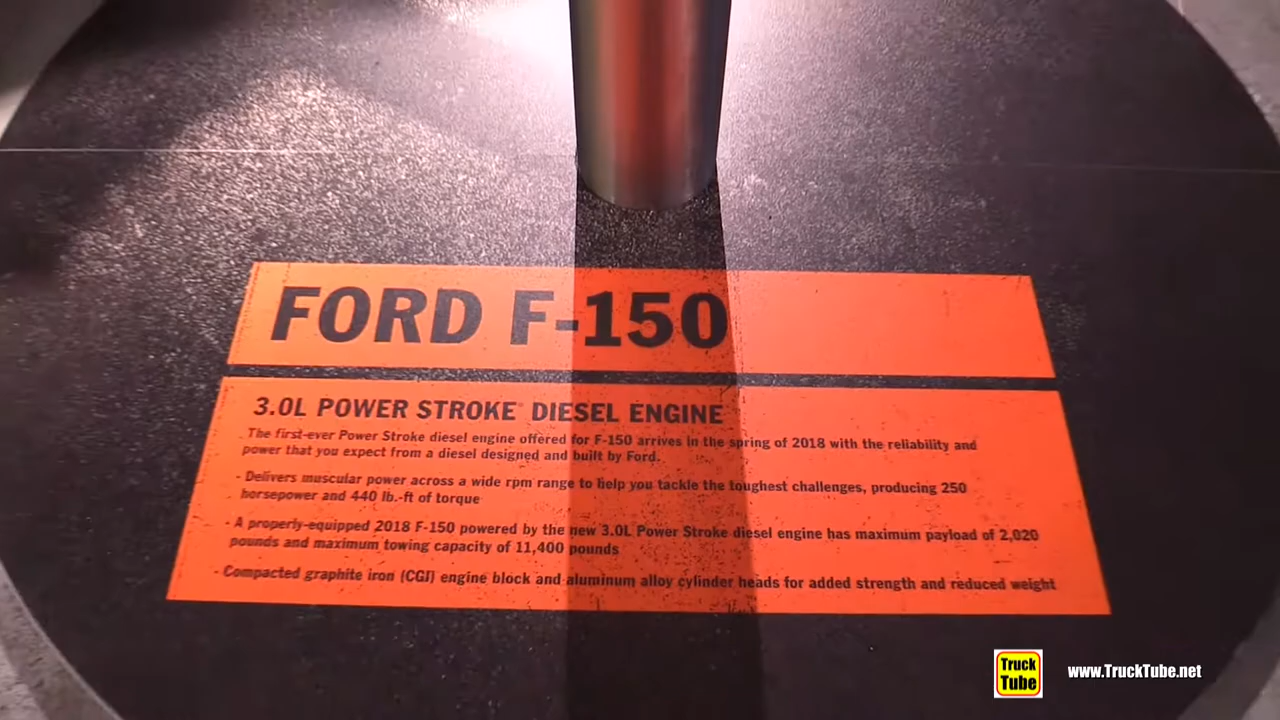 FORD F-150
3.0L POWER STROKE® DIESEL ENGINE
The first-ever Power Stroke diesel engine offered for F-150 arrives in the spring of 2018 with the reliability and
power that you expect from a diesel designed and built by Ford.
- Delivers muscular power across a wide rpm range to help you tackle the toughest challenges, producing 250
horsepower and 440 lb.-ft of torque
- A properly-equipped 2018 F-150 powered by the new 3.0L Power Stroke diesel engine has maximum payload of 2,020
pounds and maximum towing capacity of 11,400 pounds
- Compacted graphite iron (CGI) engine block and aluminum alloy cylinder heads for added strength and reduced weight
Truck
Tube
www.TruckTube.net